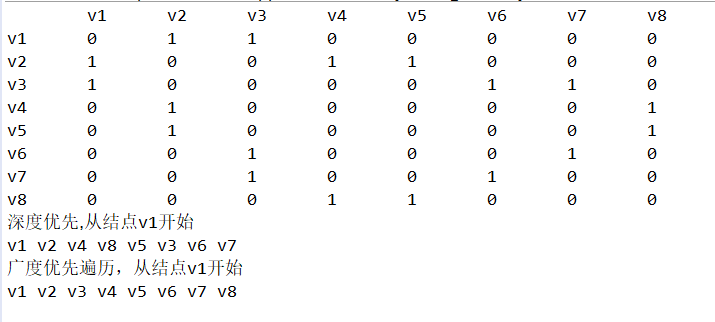 v1 v2 v3 v4 v5 v6 v7 v8
v1 0 1 1 0 0 0 0 0
v2 1 0 0 1 1 0 0 0
v3 1 0 0 0 0 1 1 0
v4 0 1 0 0 0 0 0 1
v5 0 1 0 0 0 0 0 1
v6 0 0 1 0 0 0 1 0
v7 0 0 1 0 0 1 0 0
v8 0 0 0 1 1 0 0 0
深度优先,从结点v1开始
v1 v2 v4 v8 v5 v3 v6 v7
广度优先遍历，从结点v1开始
v1 v2 v3 v4 v5 v6 v7 v8